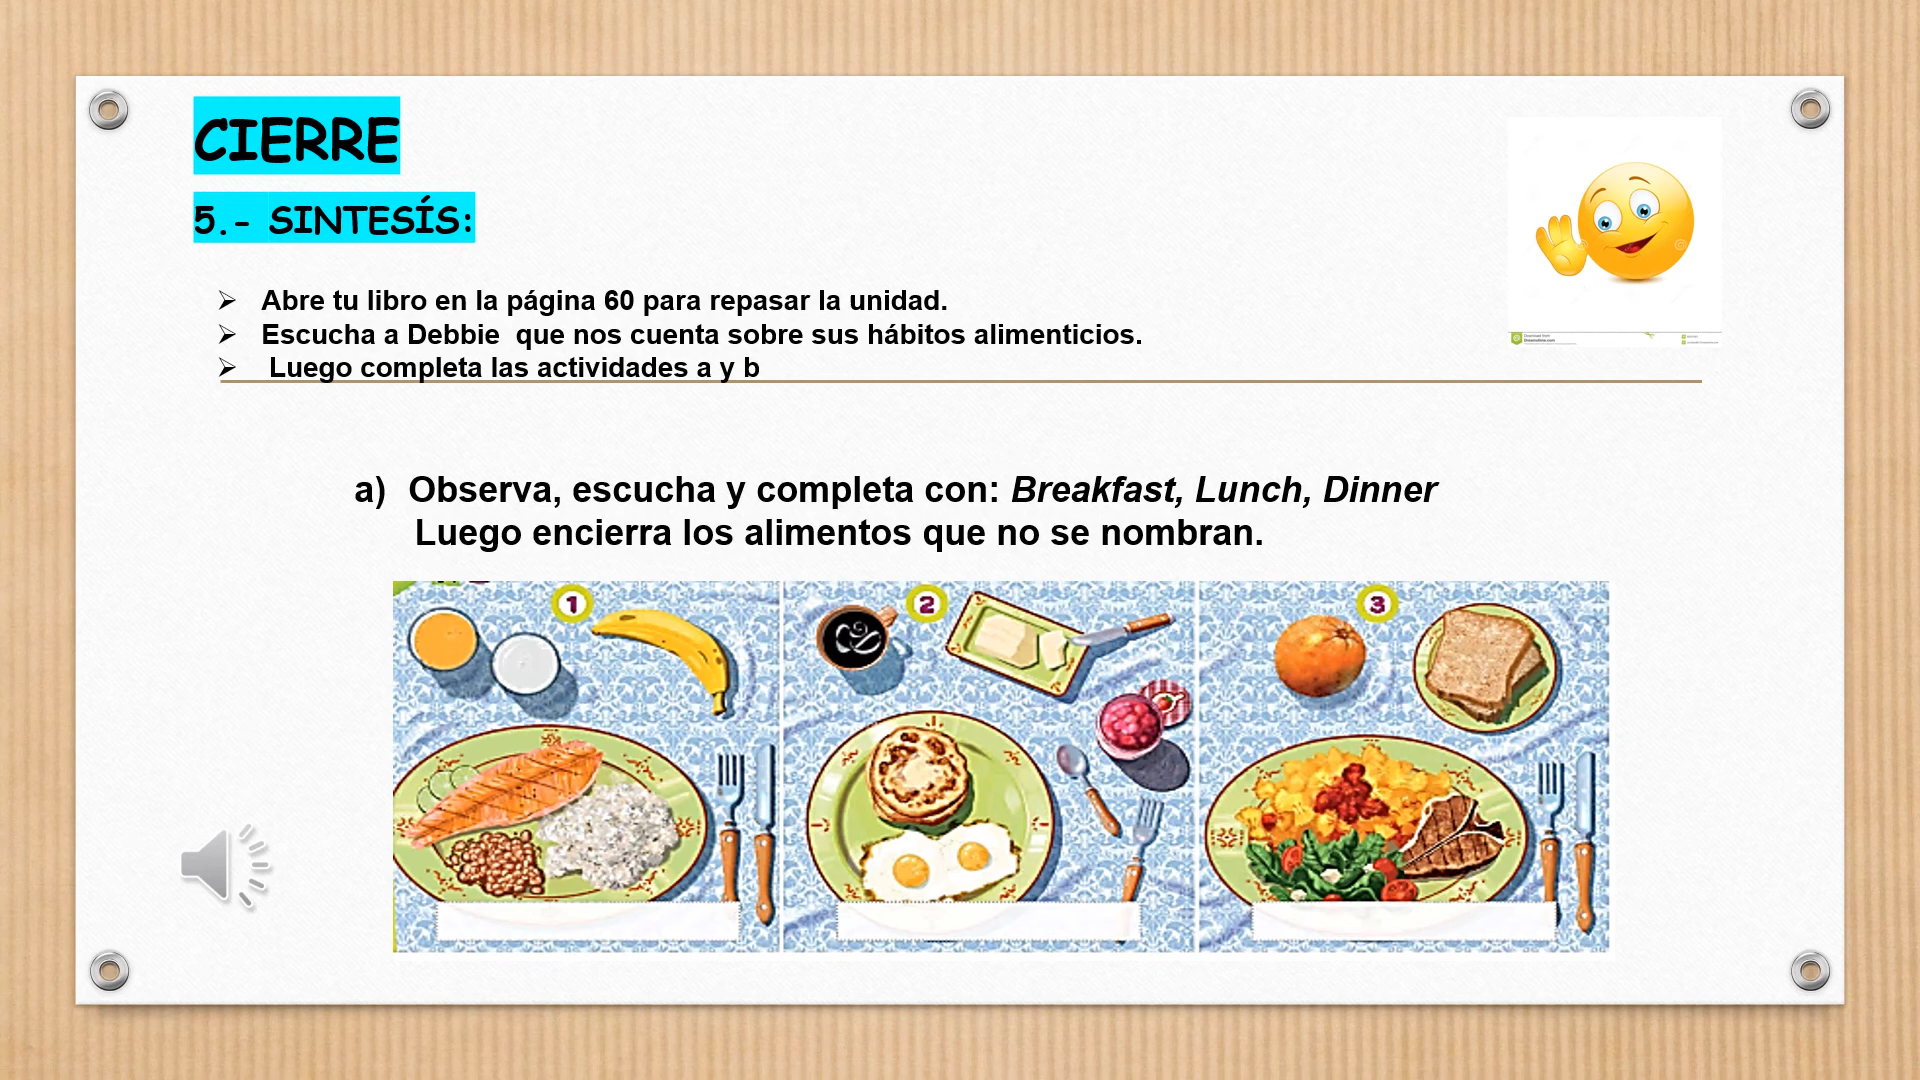 CIERRE
5.- SINTESÍS:
Abre tu libro en la página 60 para repasar la unidad.
Escucha a Debbie que nos cuenta sobre sus hábitos alimenticios.
Luego completa las actividades a y b
a) Observa, escucha y completa con: Breakfast, Lunch, Dinner
Luego encierra los alimentos que no se nombran.
1
2
3